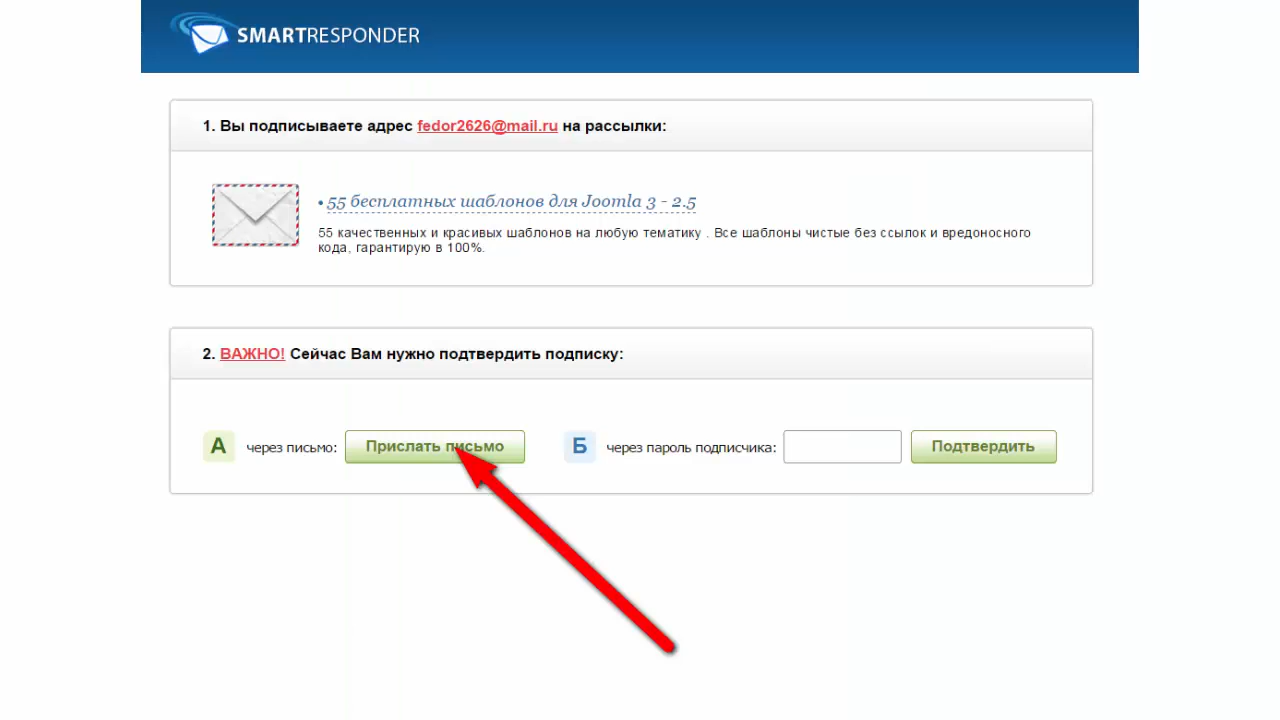 SMARTRESPONDER
1. Вы подписываете адрес fedor2626@mail.ru на рассылки:
• 55 бесплатных шаблонов для Joomla 3 - 2.5
55 качественных и красивых шаблонов на любую тематику . Все шаблоны чистые без ссылок и вредоносного
кода, гарантирую в 100%.
2. ВАЖНО! Сейчас Вам нужно подтвердить подписку:
А через письмо: Прислать письмо Б через пароль подписчика: Подтвердить